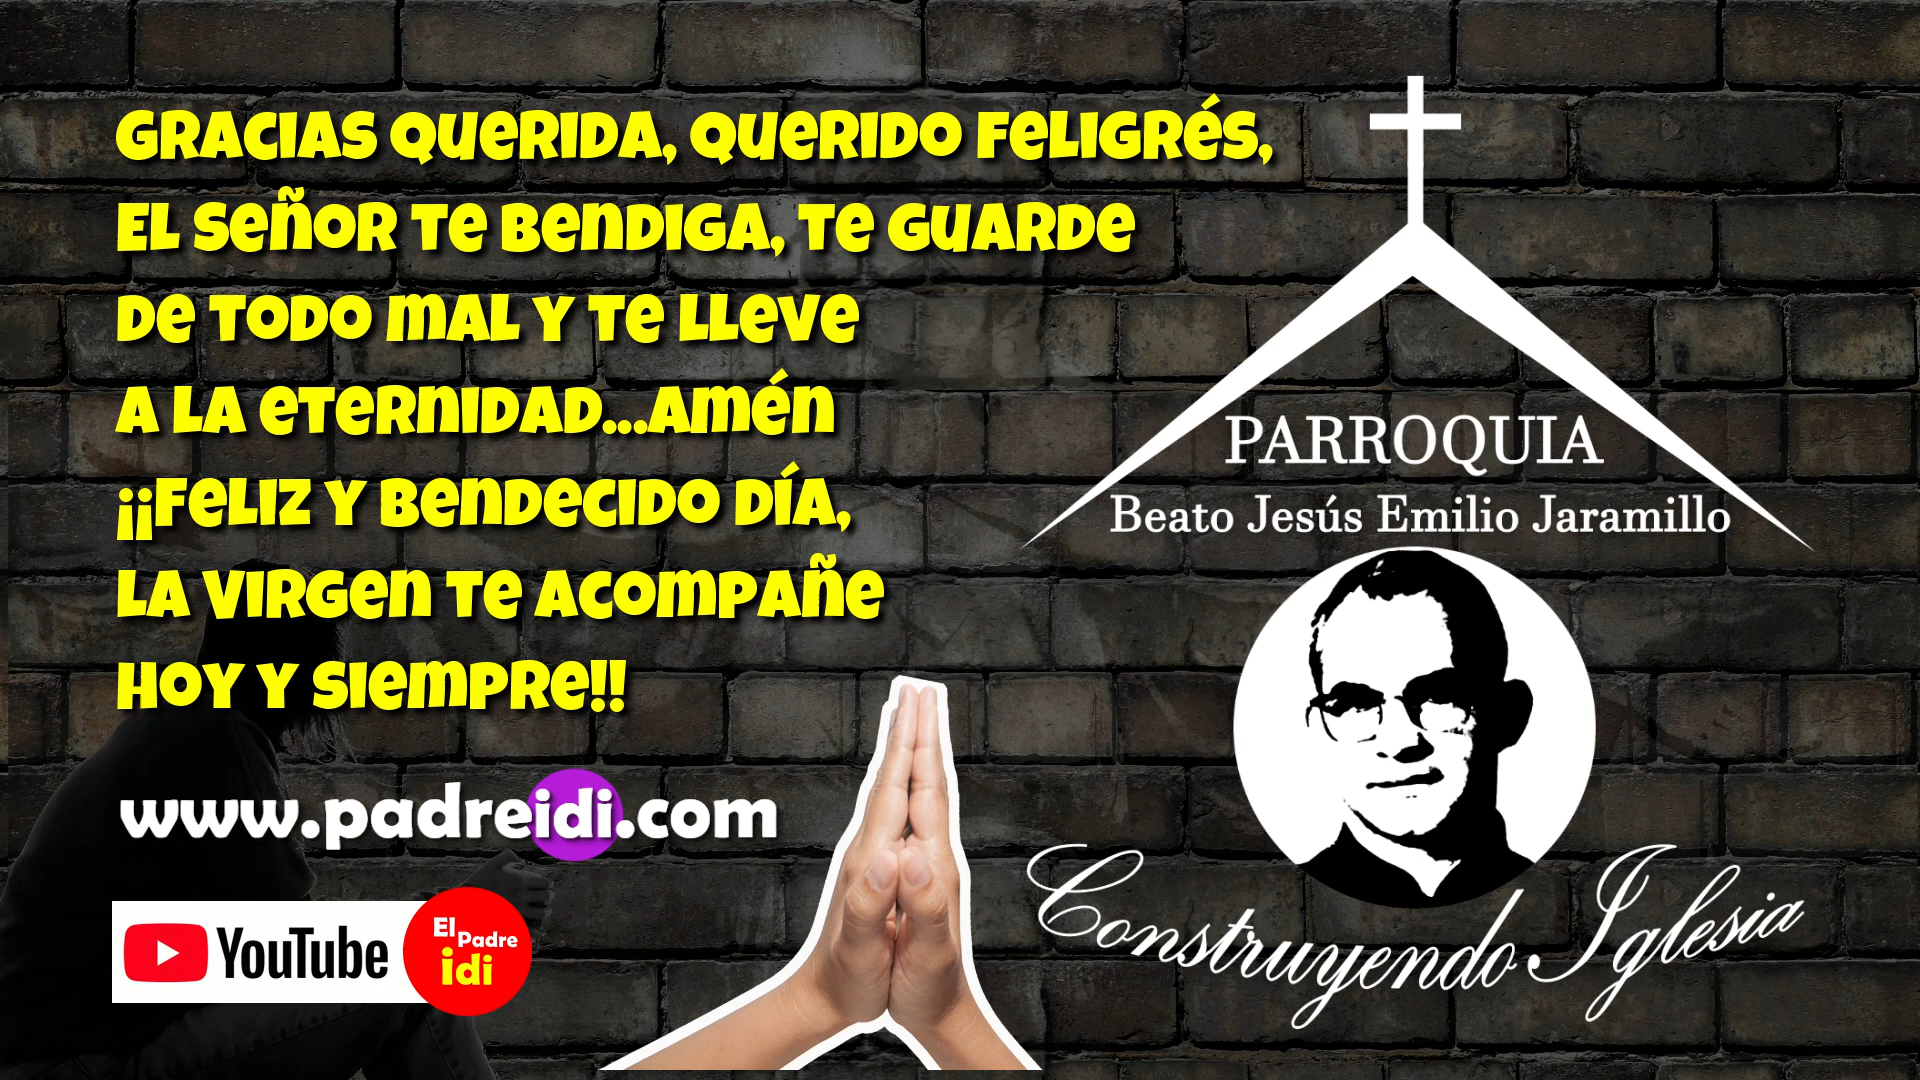 Gracias querida, querido feligrés,
el Señor te bendiga, te guarde
de todo mal y te lleve
a la eternidad...Amén
¡¡Feliz y bendecido día,
la Virgen te acompañe
hoy y siempre!!
www.padreidi.com
YouTube
El Padre
idi
PARROQUIA
Beato Jesús Emilio Jaramillo
Construyendo Iglesia